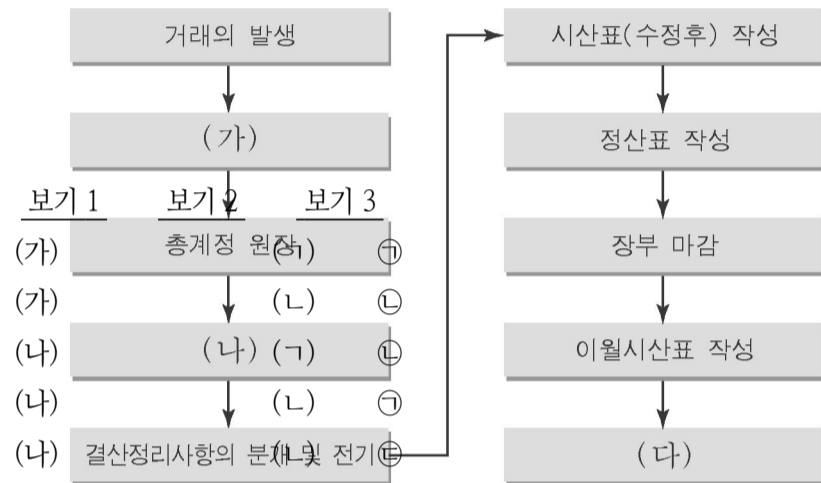 거래의 발생
(가)
총계정 원장
(나)
결산정리사항의 분개 및 전기
시산표(수정후) 작성
정산표 작성
장부 마감
이월시산표 작성
(다)
보기 1 보기 2 보기 3
(가) (ㄱ) ㉠
(가) (ㄴ) ㉡
(나) (ㄱ) ㉡
(나) (ㄴ) ㉠
(나) (ㄴ) ㉢